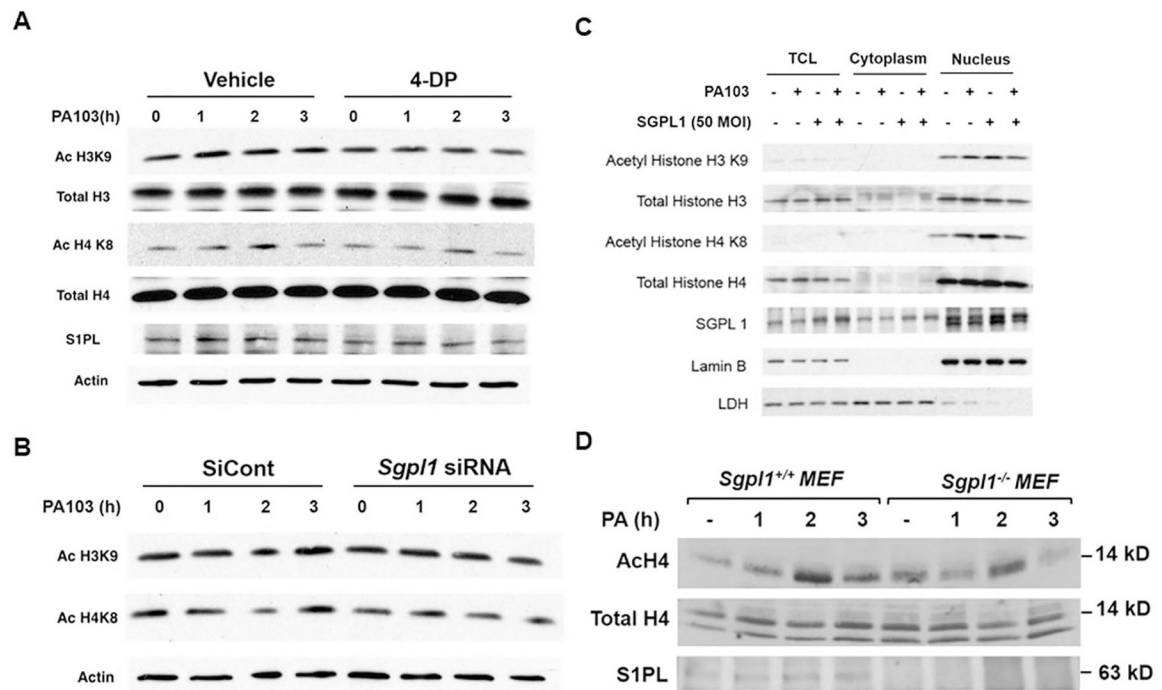 A
Vehicle 4-DP
PA103(h) 0 1 2 3 0 1 2 3
Ac H3K9
Total H3
Ac H4 K8
Total H4
S1PL
Actin
B
SiCont Sgpl1 siRNA
PA103 (h) 0 1 2 3 0 1 2 3
Ac H3K9
Ac H4K8
Actin
C
TCL Cytoplasm Nucleus
PA103 - + - + - + - + - + - +
SGPL1 (50 MOI) - - + + - - + + - - + +
Acetyl Histone H3 K9
Total Histone H3
Acetyl Histone H4 K8
Total Histone H4
SGPL 1
Lamin B
LDH
D
Sgpl1+/+ MEF Sgpl1-/- MEF
PA (h) - 1 2 3 - 1 2 3
AcH4 14 kD
Total H4 14 kD
S1PL 63 kD